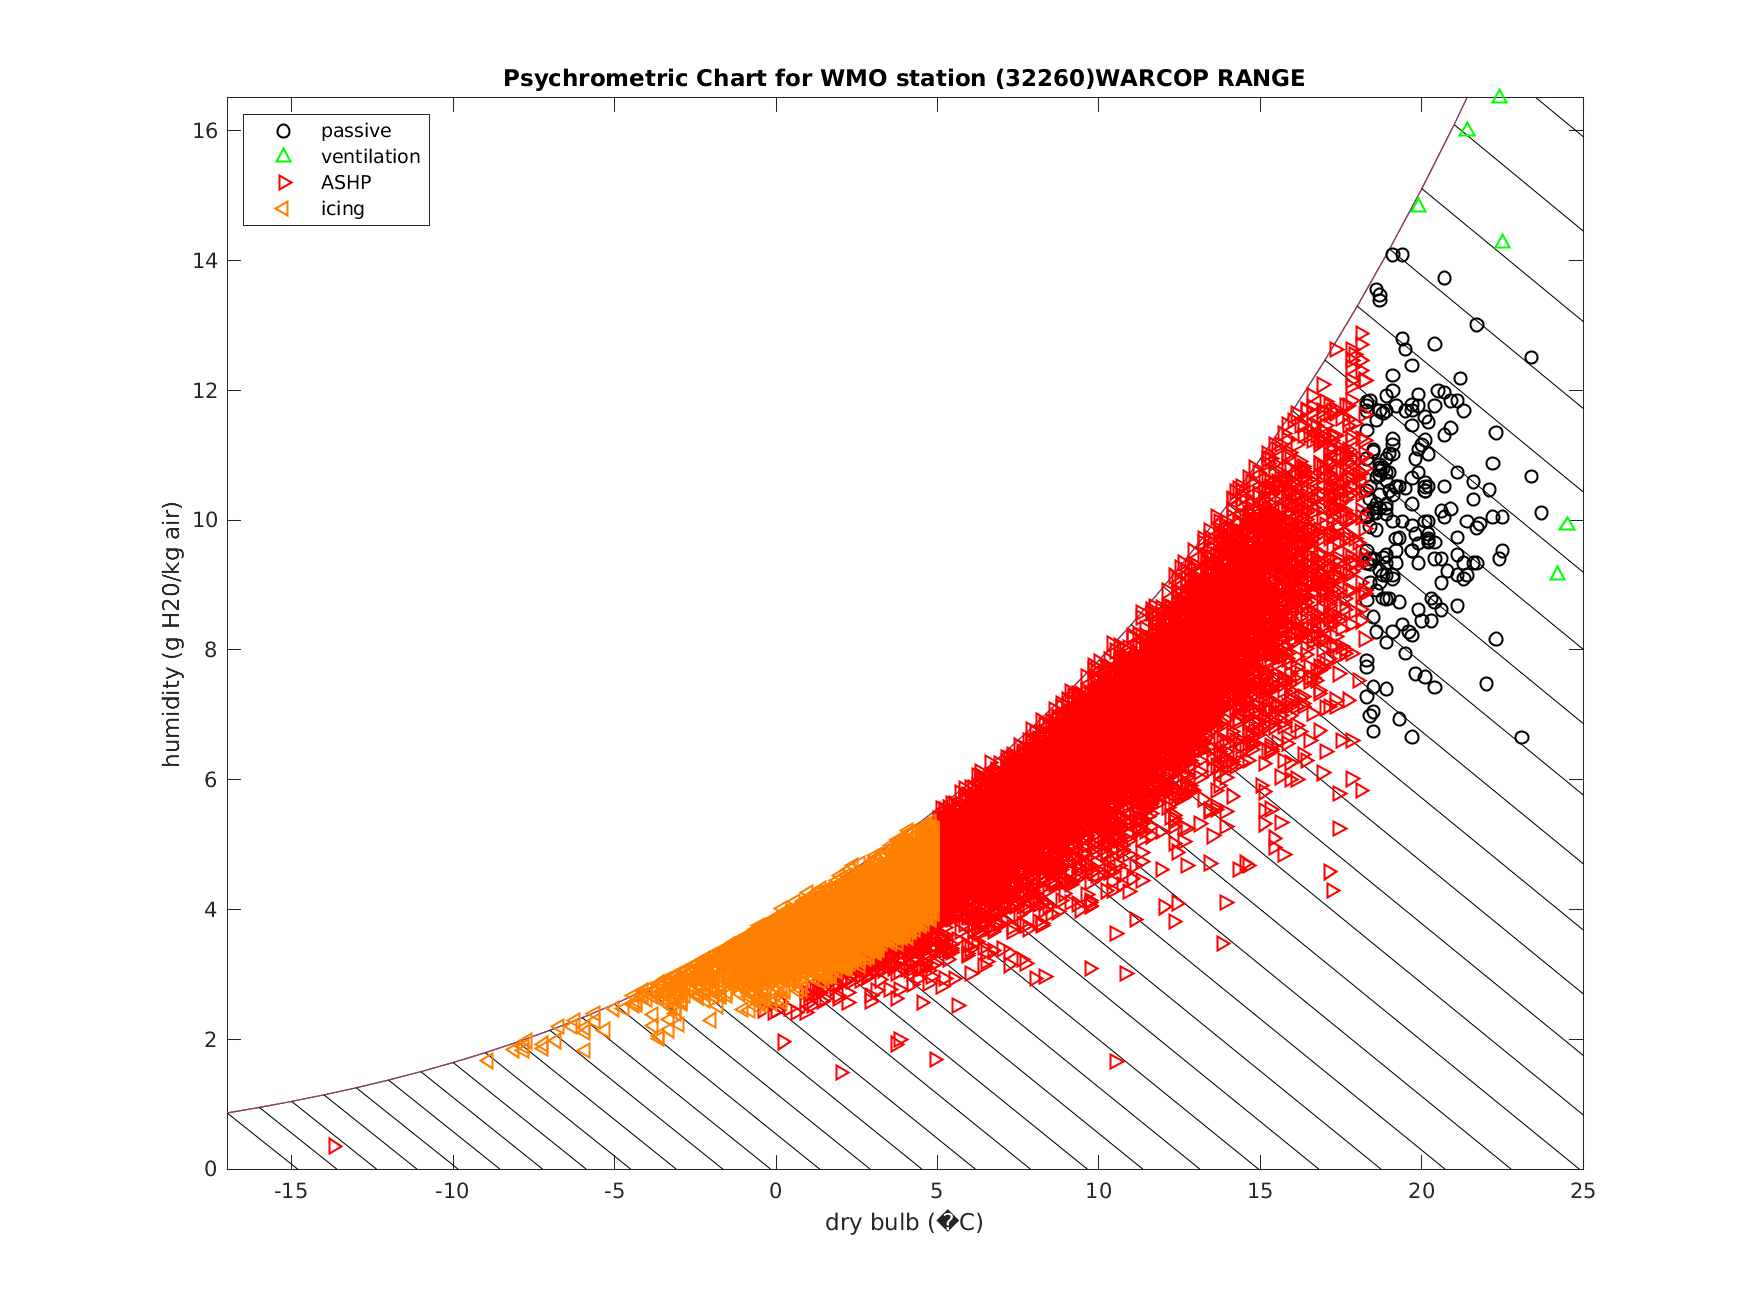 Psychrometric Chart for WMO station (32260)WARCOP RANGE
passive
ventilation
ASHP
icing
humidity (g H20/kg air)
16
14
12
10
8
6
4
2
0
-15
-10
-5
0
5
10
15
20
25
dry bulb (�C)